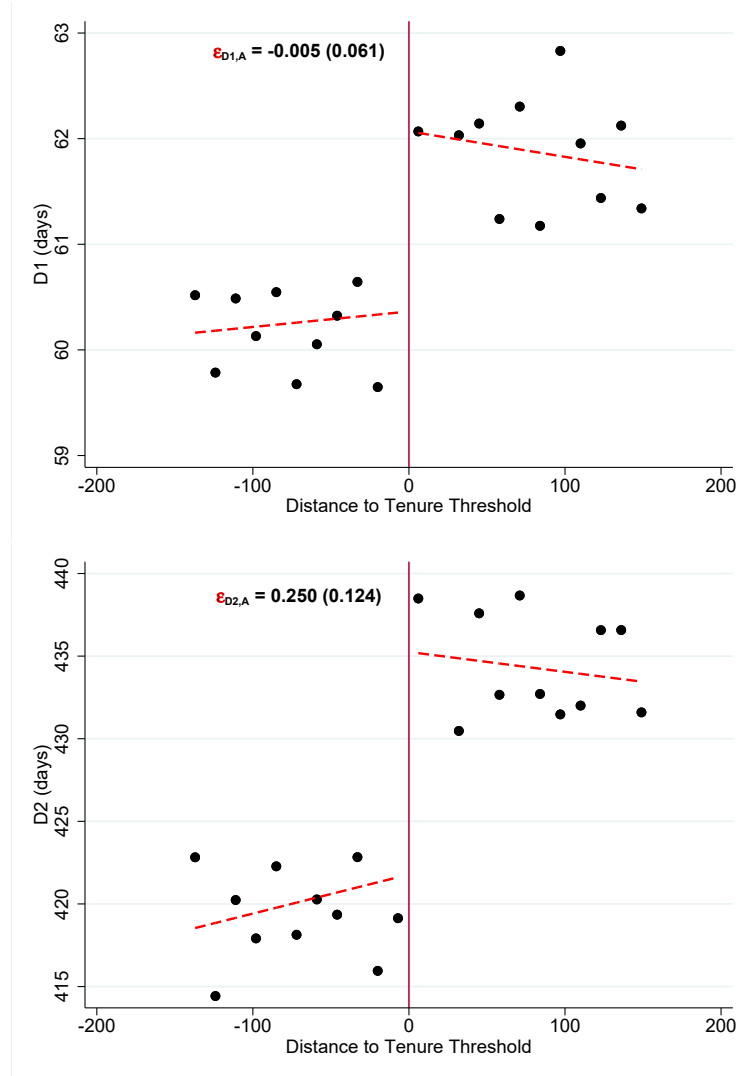 63
ε_D1,A = -0.005 (0.061)
62
61
60
59
D1 (days)
-200 -100 0 100 200
Distance to Tenure Threshold
440
ε_D2,A = 0.250 (0.124)
435
430
425
420
415
D2 (days)
-200 -100 0 100 200
Distance to Tenure Threshold